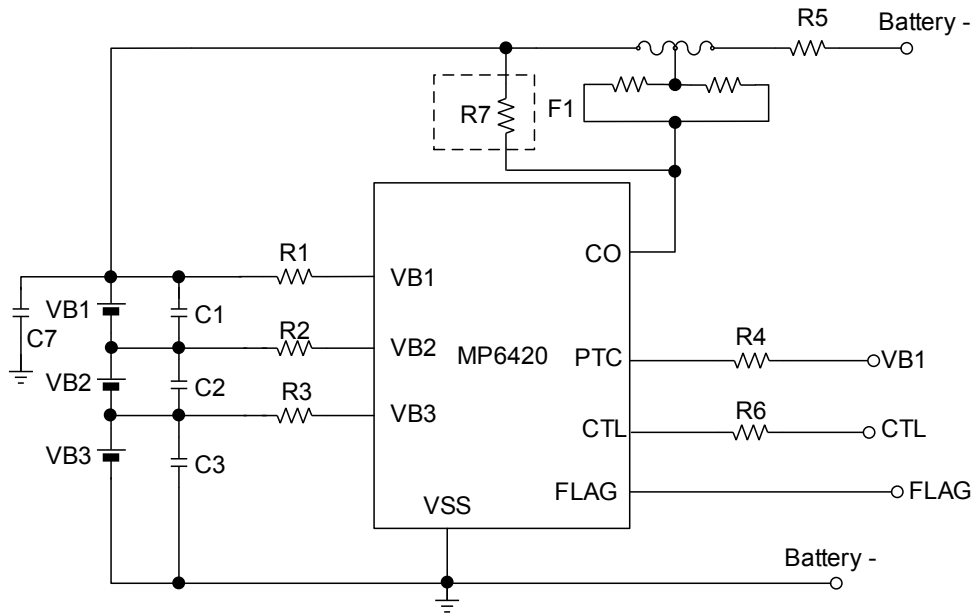 R5
Battery -
R7
F1
R1
CO
VB1
VB1
C1
C7
R2
R4
VB2
MP6420
PTC
VB1
VB2
C2
R3
VB3
R6
CTL
CTL
VB3
C3
FLAG
FLAG
VSS
Battery -